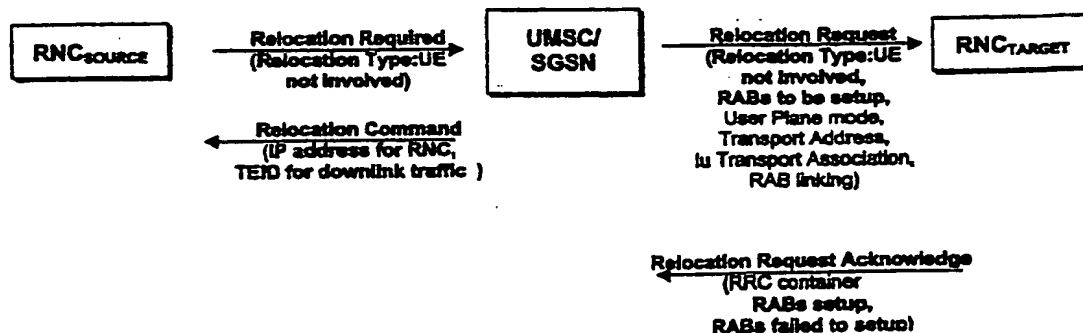 RNCSOURCE
Relocation Required
(Relocation Type:UE
not Involved)
UMSC/
SGSN
Relocation Request
(Relocation Type:UE
not Involved,
RABs to be setup,
User Plane mode,
Transport Address,
Iu Transport Association,
RAB linking)
RNCTARGET
Relocation Command
(IP address for RNC,
TEID for downlink traffic )
Relocation Request Acknowledge
(RRC container
RABs setup,
RABs failed to setup)